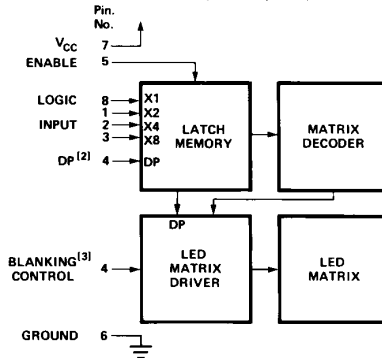 Pin.
No.
VCC 7
ENABLE 5
LOGIC 8 X1
1 X2
INPUT 2 X4
3 X8
DP[2] 4 DP
LATCH
MEMORY
MATRIX
DECODER
DP
BLANKING[3]
CONTROL 4
LED
MATRIX
DRIVER
LED
MATRIX
GROUND 6